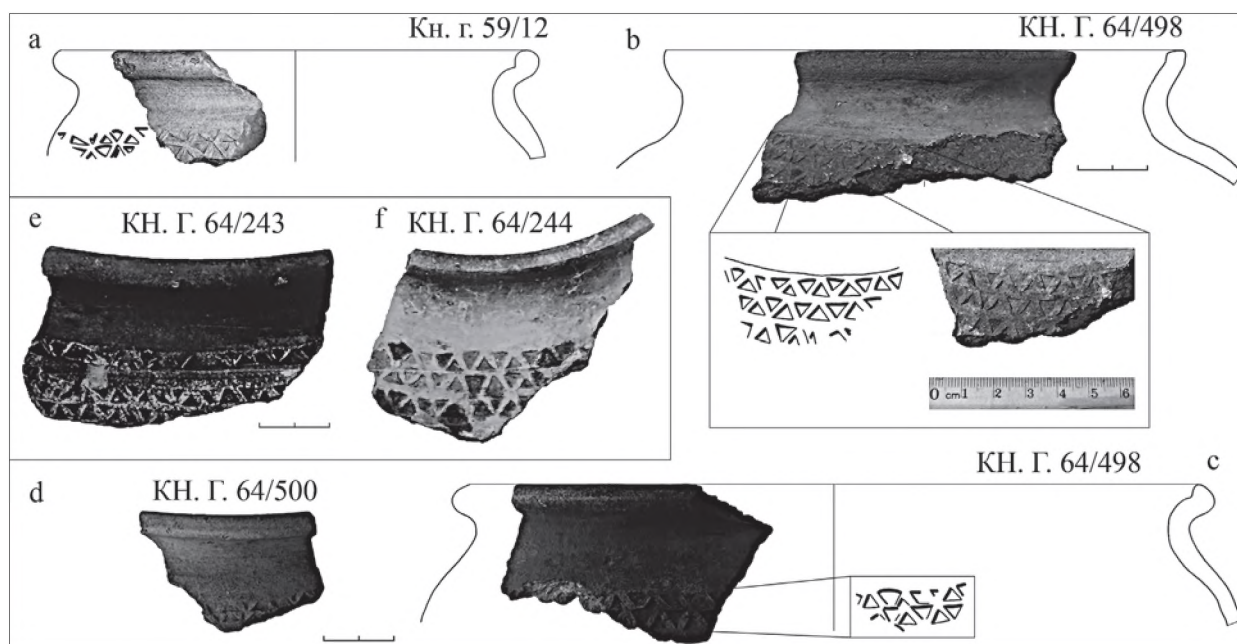 a
Кн. г. 59/12
b
КН. Г. 64/498
e
КН. Г. 64/243
f
КН. Г. 64/244
0 cm 1 2 3 4 5 6
d
КН. Г. 64/500
КН. Г. 64/498
c